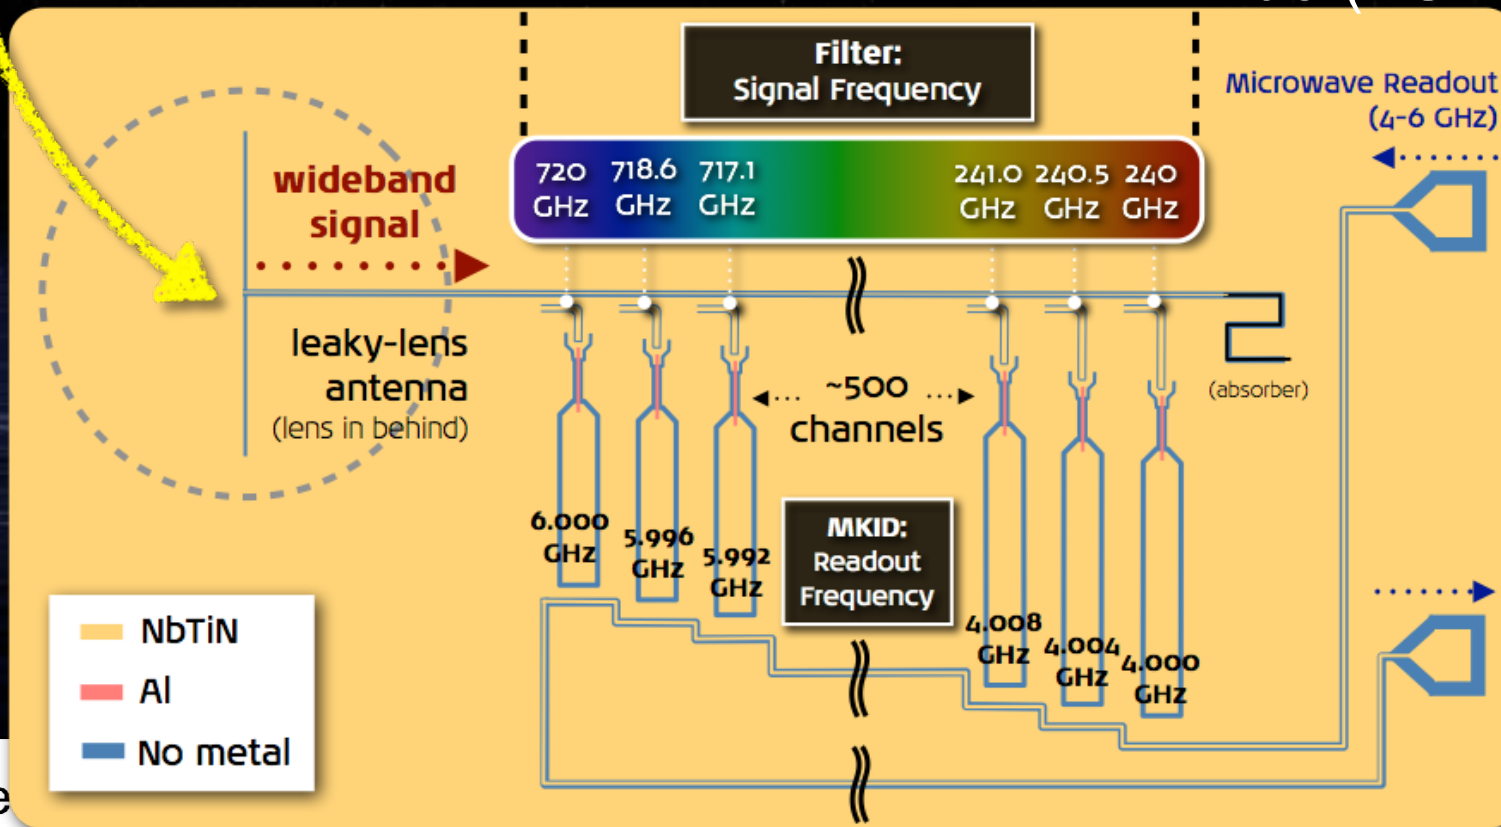 Filter:
Signal Frequency
Microwave Readout
(4-6 GHz)
wideband
signal
720 GHz
718.6 GHz
717.1 GHz
241.0 GHz
240.5 GHz
240 GHz
leaky-lens
antenna
(lens in behind)
~500
channels
(absorber)
6.000 GHz
5.996 GHz
5.992 GHz
MKID:
Readout
Frequency
4.008 GHz
4.004 GHz
4.000 GHz
NbTiN
Al
No metal